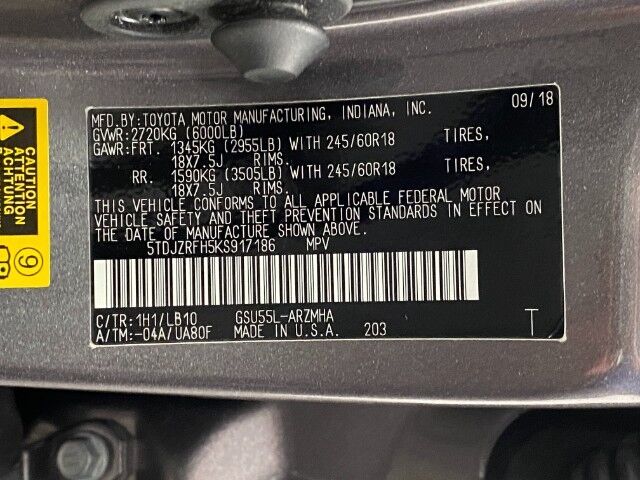 MFD.BY:TOYOTA MOTOR MANUFACTURING, INDIANA, INC. 09/18
GVWR:2720KG (6000LB)
GAWR:FRT. 1345KG (2955LB) WITH 245/60R18 TIRES,
18X7.5J RIMS.
RR. 1590KG (3505LB) WITH 245/60R18 TIRES,
18X7.5J RIMS.
THIS VEHICLE CONFORMS TO ALL APPLICABLE FEDERAL MOTOR
VEHICLE SAFETY AND THEFT PREVENTION STANDARDS IN EFFECT ON
THE DATE OF MANUFACTURE SHOWN ABOVE.
5TDJZRFH5KS917186 MPV
C/TR:1H1/LB10 GSU55L-ARZMHA
A/TM:-04A/UA80F MADE IN U.S.A. 203 T
CAUTION
ACHTUNG
ATTENTION
9